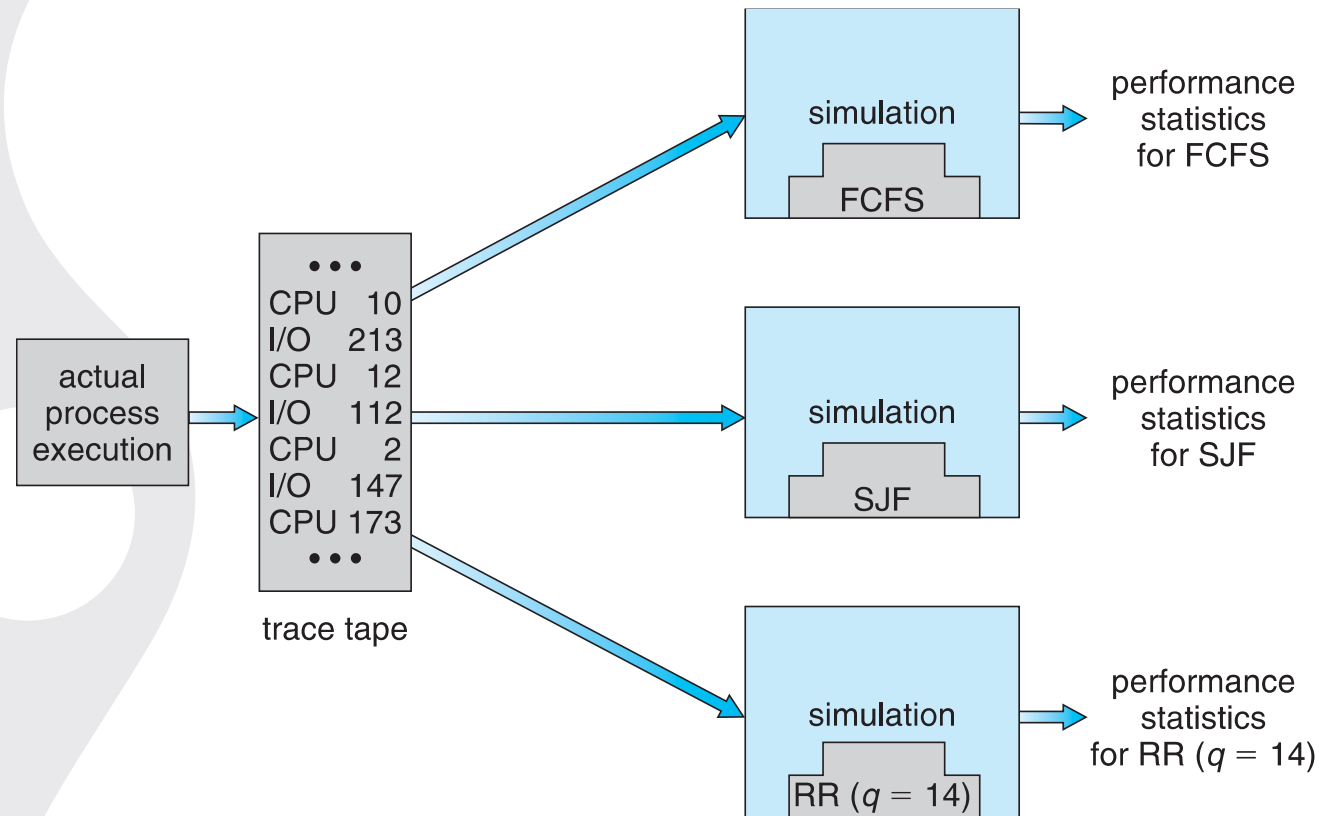 actual
process
execution
• • •
CPU 10
I/O 213
CPU 12
I/O 112
CPU 2
I/O 147
CPU 173
• • •
trace tape
simulation
FCFS
performance
statistics
for FCFS
simulation
SJF
performance
statistics
for SJF
simulation
RR (q = 14)
performance
statistics
for RR (q = 14)